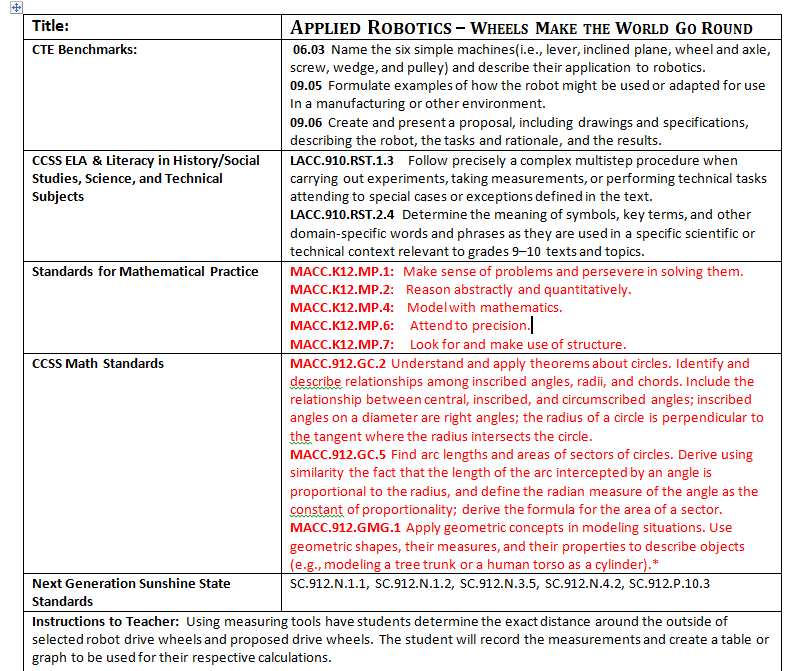 Title:
APPLIED ROBOTICS – WHEELS MAKE THE WORLD GO ROUND
CTE Benchmarks:
06.03 Name the six simple machines(i.e., lever, inclined plane, wheel and axle,
screw, wedge, and pulley) and describe their application to robotics.
09.05 Formulate examples of how the robot might be used or adapted for use
In a manufacturing or other environment.
09.06 Create and present a proposal, including drawings and specifications,
describing the robot, the tasks and rationale, and the results.
CCSS ELA & Literacy in History/Social
Studies, Science, and Technical
Subjects
LACC.910.RST.1.3 Follow precisely a complex multistep procedure when
carrying out experiments, taking measurements, or performing technical tasks
attending to special cases or exceptions defined in the text.
LACC.910.RST.2.4 Determine the meaning of symbols, key terms, and other
domain-specific words and phrases as they are used in a specific scientific or
technical context relevant to grades 9–10 texts and topics.
Standards for Mathematical Practice
MACC.K12.MP.1: Make sense of problems and persevere in solving them.
MACC.K12.MP.2: Reason abstractly and quantitatively.
MACC.K12.MP.4: Model with mathematics.
MACC.K12.MP.6: Attend to precision.
MACC.K12.MP.7: Look for and make use of structure.
CCSS Math Standards
MACC.912.GC.2 Understand and apply theorems about circles. Identify and
describe relationships among inscribed angles, radii, and chords. Include the
relationship between central, inscribed, and circumscribed angles; inscribed
angles on a diameter are right angles; the radius of a circle is perpendicular to
the tangent where the radius intersects the circle.
MACC.912.GC.5 Find arc lengths and areas of sectors of circles. Derive using
similarity the fact that the length of the arc intercepted by an angle is
proportional to the radius, and define the radian measure of the angle as the
constant of proportionality; derive the formula for the area of a sector.
MACC.912.GMG.1 Apply geometric concepts in modeling situations. Use
geometric shapes, their measures, and their properties to describe objects
(e.g., modeling a tree trunk or a human torso as a cylinder).*
Next Generation Sunshine State
Standards
SC.912.N.1.1, SC.912.N.1.2, SC.912.N.3.5, SC.912.N.4.2, SC.912.P.10.3
Instructions to Teacher: Using measuring tools have students determine the exact distance around the outside of
selected robot drive wheels and proposed drive wheels. The student will record the measurements and create a table or
graph to be used for their respective calculations.